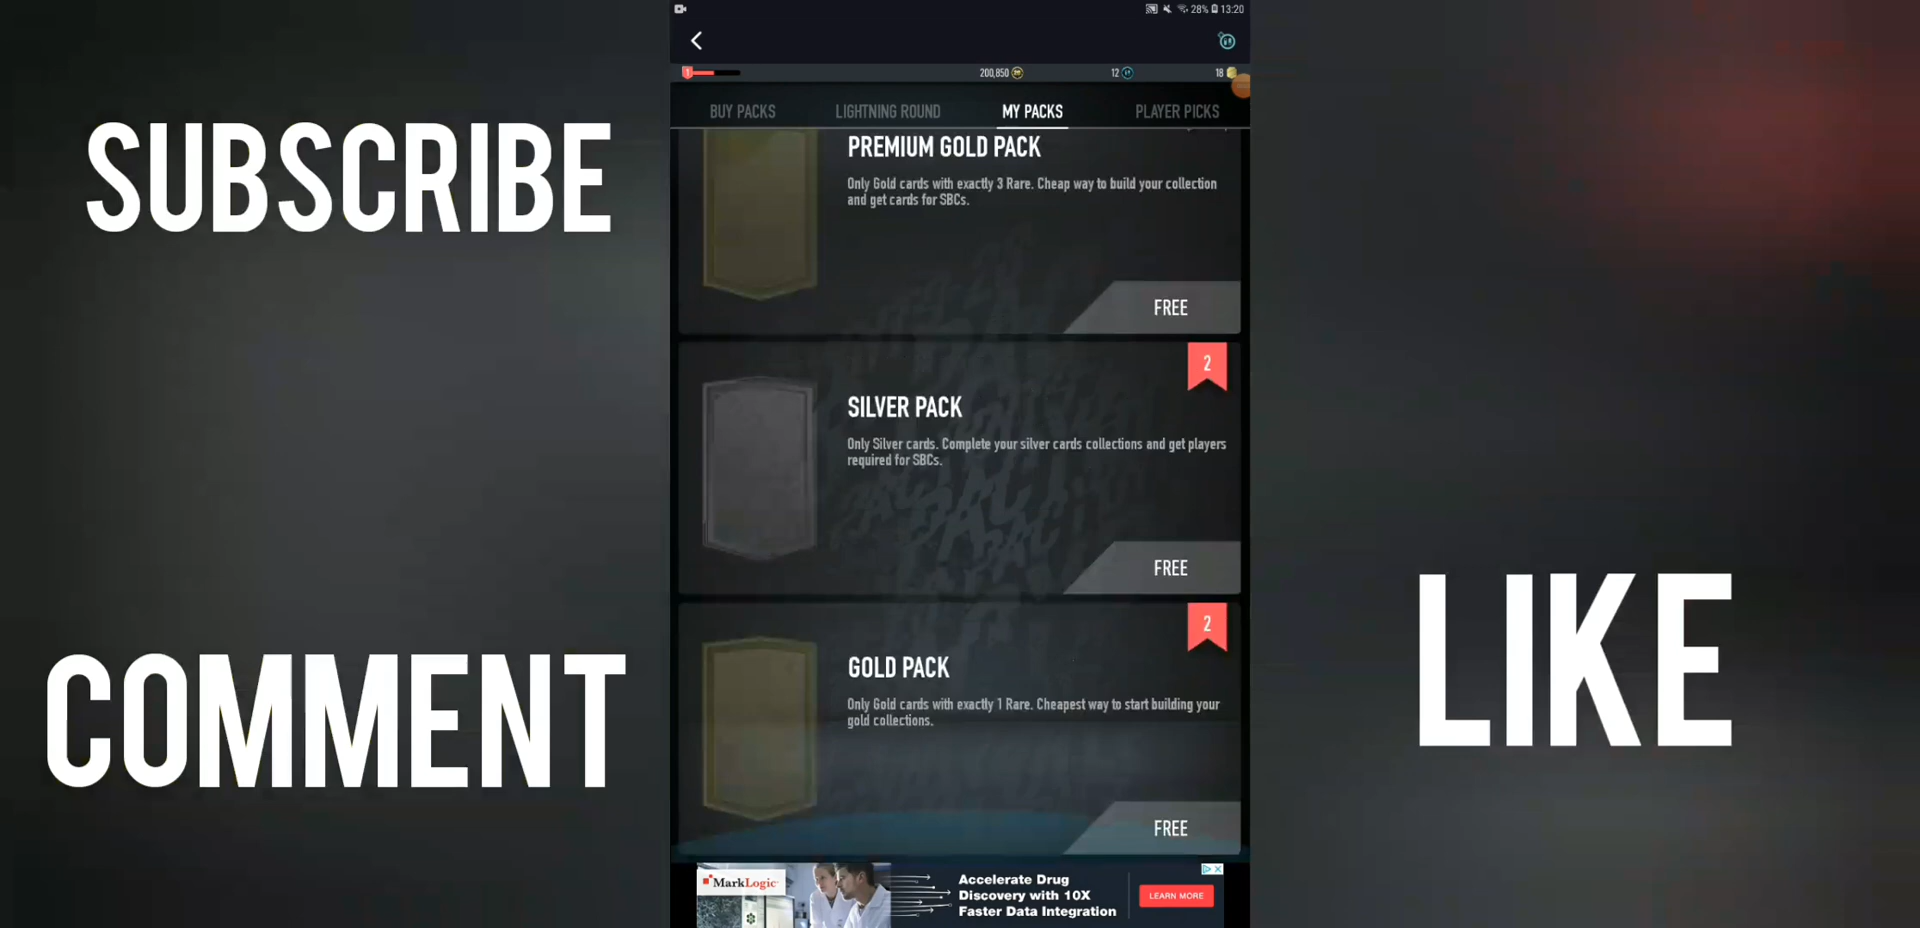 28% 13:20
1 200,850 12 18
BUY PACKS LIGHTNING ROUND MY PACKS PLAYER PICKS
SUBSCRIBE
PREMIUM GOLD PACK
Only Gold cards with exactly 3 Rare. Cheap way to build your collection
and get cards for SBCs.
FREE
2
SILVER PACK
Only Silver cards. Complete your silver cards collections and get players
required for SBCs.
FREE
2
GOLD PACK
Only Gold cards with exactly 1 Rare. Cheapest way to start building your
gold collections.
FREE
COMMENT
LIKE
MarkLogic
Accelerate Drug
Discovery with 10X
Faster Data Integration
LEARN MORE